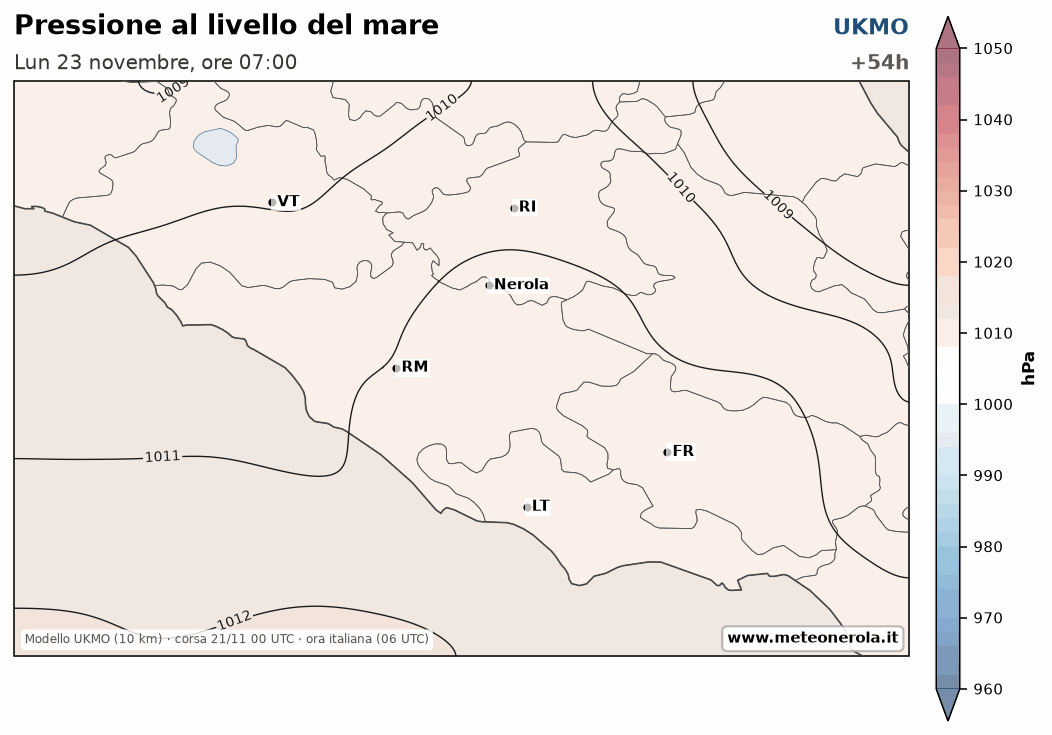 Pressione al livello del mare
UKMO
Lun 23 novembre, ore 07:00
+54h
1009
1010
1010
1009
VT
RI
Nerola
RM
1011
FR
LT
1012
Modello UKMO (10 km) · corsa 21/11 00 UTC · ora italiana (06 UTC)
www.meteonerola.it
1050
1040
1030
1020
1010
1000
990
980
970
960
hPa